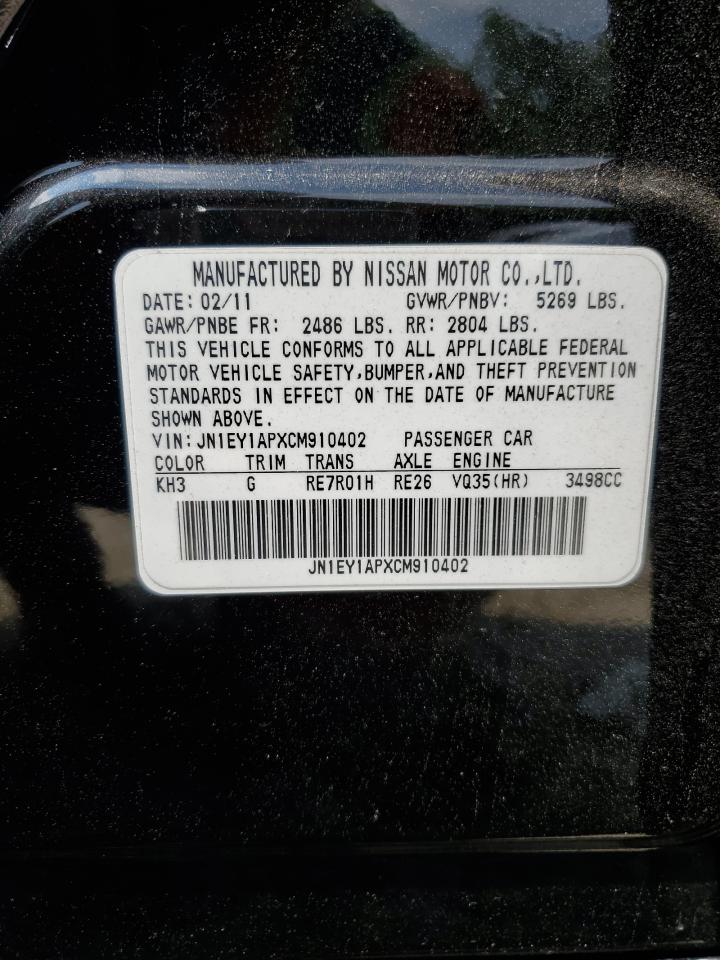 MANUFACTURED BY NISSAN MOTOR CO.,LTD.
DATE: 02/11 GVWR/PNBV: 5269 LBS.
GAWR/PNBE FR: 2486 LBS. RR: 2804 LBS.
THIS VEHICLE CONFORMS TO ALL APPLICABLE FEDERAL
MOTOR VEHICLE SAFETY,BUMPER,AND THEFT PREVENTION
STANDARDS IN EFFECT ON THE DATE OF MANUFACTURE
SHOWN ABOVE.
VIN: JN1EY1APXCM910402 PASSENGER CAR
COLOR TRIM TRANS AXLE ENGINE
KH3 G RE7R01H RE26 VQ35(HR) 3498CC
JN1EY1APXCM910402